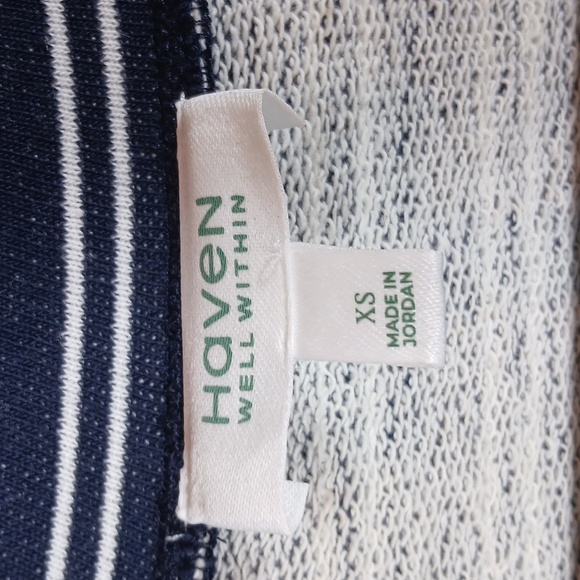 Haven
WELL WITHIN
XS
MADE IN
JORDAN